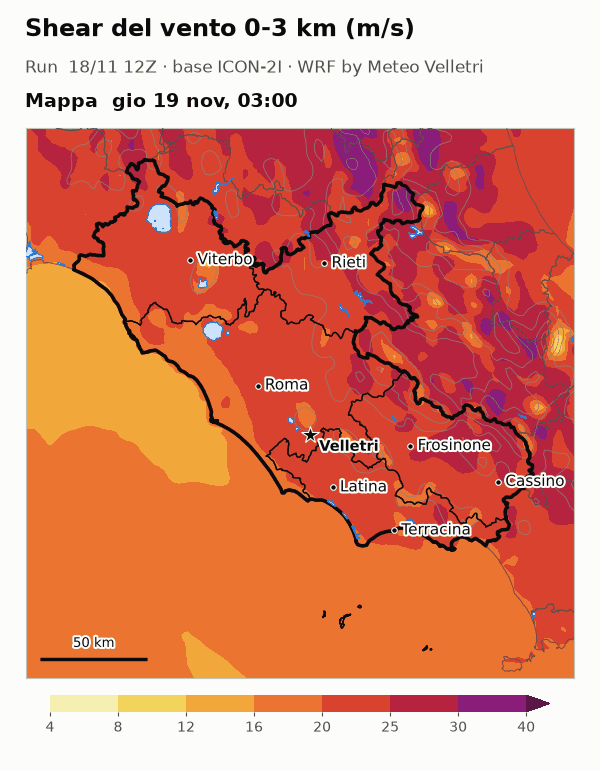 Shear del vento 0-3 km (m/s)
Run  18/11 12Z · base ICON-2I · WRF by Meteo Velletri
Mappa  gio 19 nov, 03:00
Viterbo
Rieti
Roma
Velletri
Frosinone
Latina
Cassino
Terracina
50 km
4 8 12 16 20 25 30 40